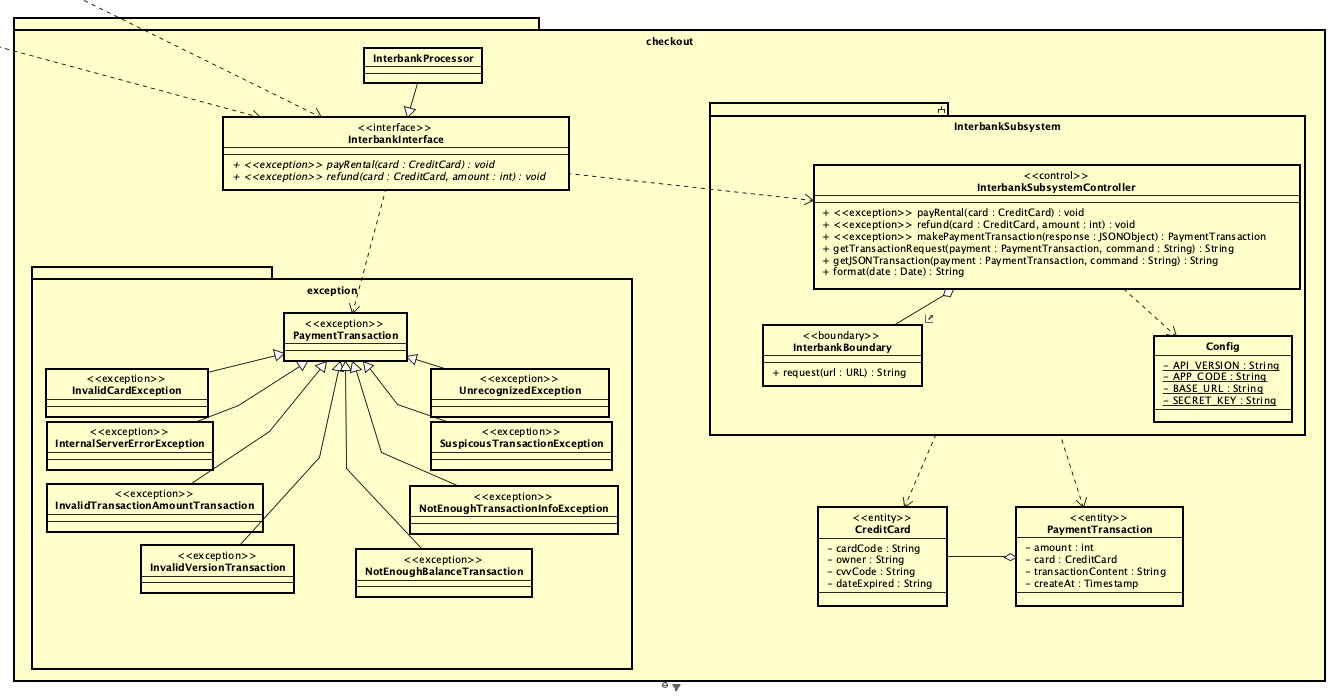 checkout
InterbankProcessor
<<interface>>
InterbankInterface
+ <<exception>> payRental(card : CreditCard) : void
+ <<exception>> refund(card : CreditCard, amount : int) : void
InterbankSubsystem
<<control>>
InterbankSubsystemController
+ <<exception>> payRental(card : CreditCard) : void
+ <<exception>> refund(card : CreditCard, amount : int) : void
+ <<exception>> makePaymentTransaction(response : JSONObject) : PaymentTransaction
+ getTransactionRequest(payment : PaymentTransaction, command : String) : String
+ getJSONTransaction(payment : PaymentTransaction, command : String) : String
+ format(date : Date) : String
<<boundary>>
InterbankBoundary
+ request(url : URL) : String
Config
- API_VERSION : String
- APP_CODE : String
- BASE_URL : String
- SECRET_KEY : String
exception
<<exception>>
PaymentTransaction
<<exception>>
InvalidCardException
<<exception>>
UnrecognizedException
<<exception>>
InternalServerErrorException
<<exception>>
SuspicousTransactionException
<<exception>>
InvalidTransactionAmountTransaction
<<exception>>
NotEnoughTransactionInfoException
<<exception>>
InvalidVersionTransaction
<<exception>>
NotEnoughBalanceTransaction
<<entity>>
CreditCard
- cardCode : String
- owner : String
- cvvCode : String
- dateExpired : String
<<entity>>
PaymentTransaction
- amount : int
- card : CreditCard
- transactionContent : String
- createAt : Timestamp